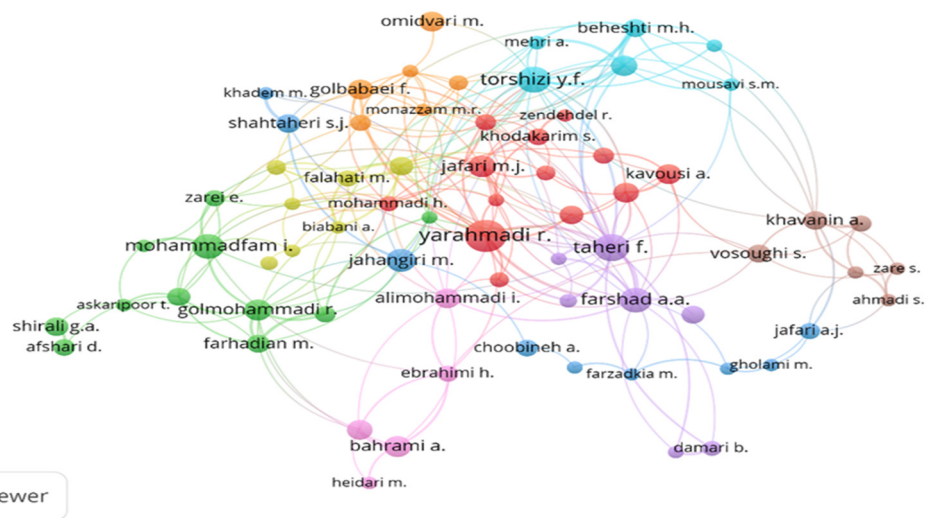 omidvari m.
beheshti m.h.
mehri a.
torshizi y.f.
mousavi s.m.
khadem m.
golbabaei f.
monazzam m.r.
zendehdel r.
shahtaheri s.j.
khodakarim s.
jafari m.j.
kavousi a.
falahati m.
zarei e.
mohammadi h.
khavanin a.
biabani a.
yarahmadi r.
mohammadfam i.
taheri f.
vosoughi s.
jahangiri m.
zare s.
alimohammadi i.
farshad a.a.
ahmadi s.
askaripoor t.
golmohammadi r.
shirali g.a.
jafari a.j.
afshari d.
farhadian m.
choobineh a.
gholami m.
ebrahimi h.
farzadkia m.
bahrami a.
damari b.
heidari m.
ewer